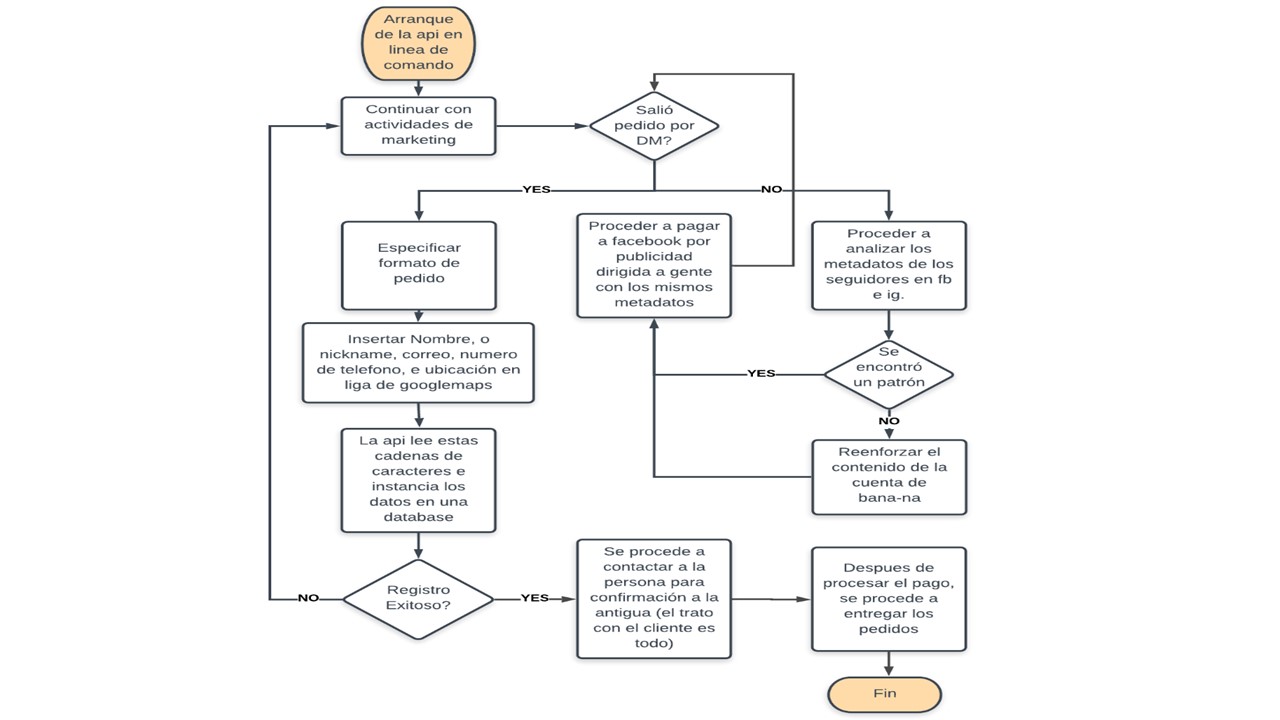 Arranque
de la api en
linea de
comando
Continuar con
actividades de
marketing
Salió
pedido por
DM?
YES
NO
Especificar
formato de
pedido
Proceder a pagar
a facebook por
publicidad
dirigida a gente
con los mismos
metadatos
Proceder a
analizar los
metadatos de los
seguidores en fb
e ig.
Insertar Nombre, o
nickname, correo, numero
de telefono, e ubicación en
liga de googlemaps
Se
encontró
un patrón
YES
NO
La api lee estas
cadenas de
caracteres e
instancia los
datos en una
database
Reenforzar el
contenido de la
cuenta de
bana-na
Registro
Exitoso?
NO
YES
Se procede a
contactar a la
persona para
confirmación a la
antigua (el trato
con el cliente es
todo)
Despues de
procesar el pago,
se procede a
entregar los
pedidos
Fin